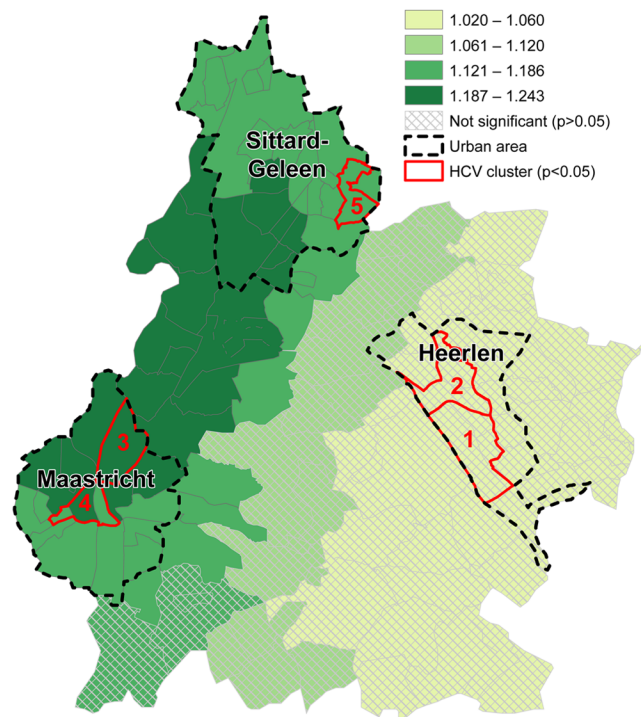 1.020 – 1.060
1.061 – 1.120
1.121 – 1.186
1.187 – 1.243
Not significant (p>0.05)
Urban area
HCV cluster (p<0.05)
Sittard-
Geleen
5
Heerlen
2
1
3
Maastricht
4